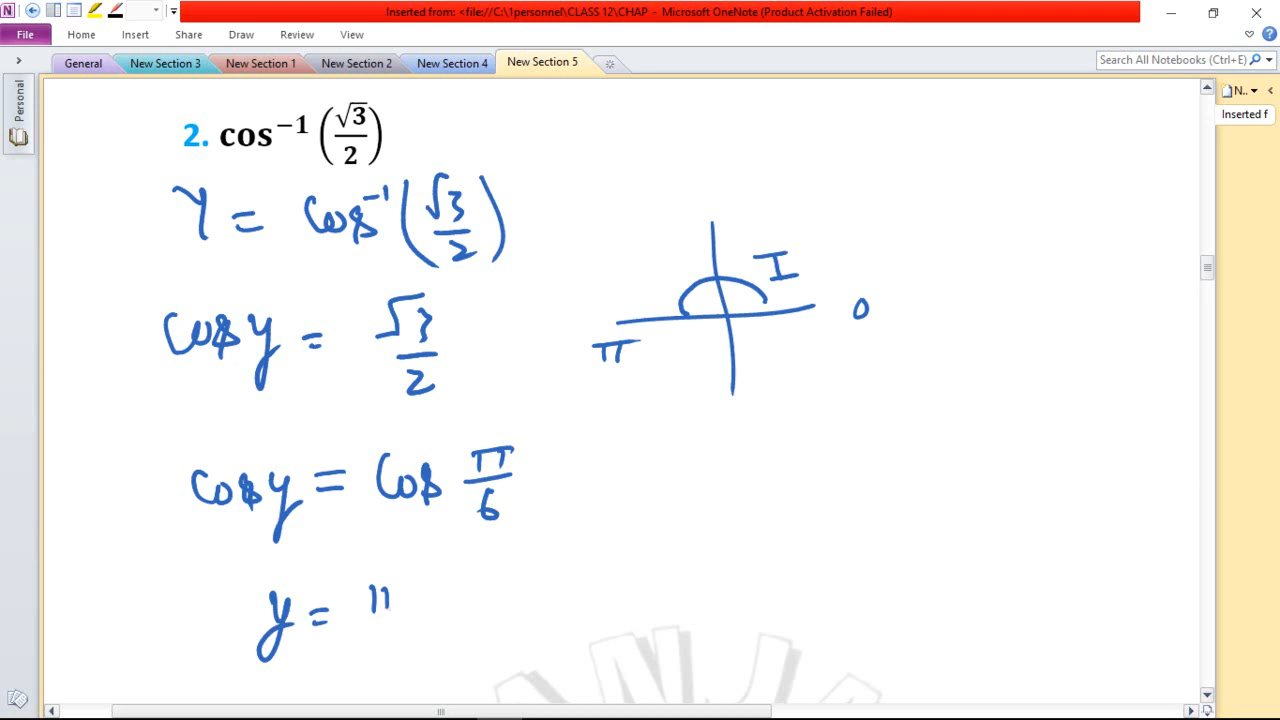 Inserted from: <file://C:\1personnel\CLASS 12\CHAP - Microsoft OneNote (Product Activation Failed)
File Home Insert Share Draw Review View
General New Section 3 New Section 1 New Section 2 New Section 4 New Section 5 Search All Notebooks (Ctrl+E)
N..
Personal
Inserted f
2. cos⁻¹ (√3/2)
Y = cos⁻¹ (√3/2)
I
cos y = √3/2
0
π
cos y = cos π/6
y =